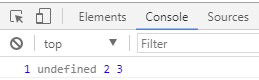 Elements Console Sources
top Filter
1 undefined 2 3